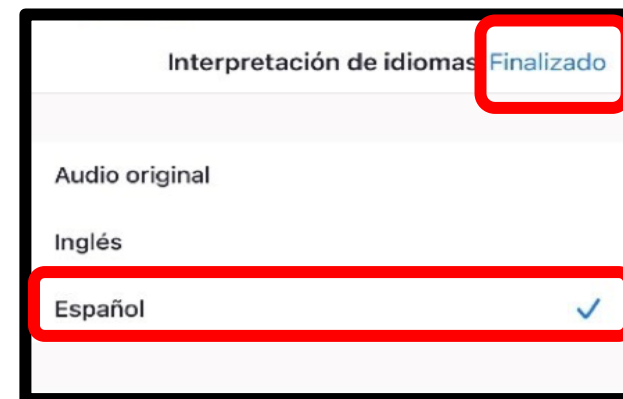 Interpretación de idiomas Finalizado
Audio original
Inglés
Español